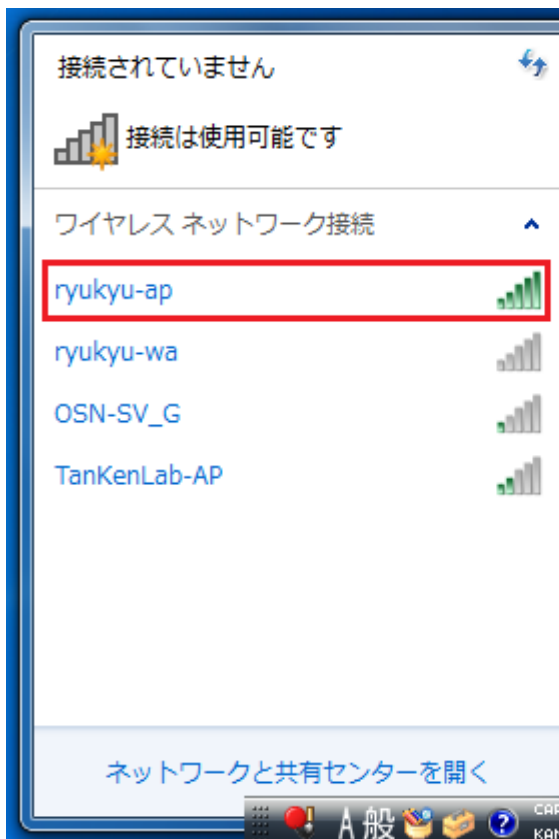 接続されていません
接続は使用可能です
ワイヤレス ネットワーク接続
ryukyu-ap
ryukyu-wa
OSN-SV_G
TanKenLab-AP
ネットワークと共有センターを開く
A 般